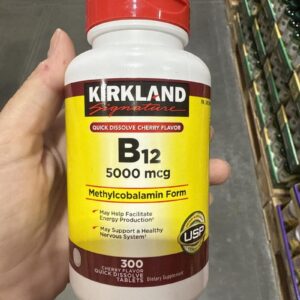 KIRKLAND
Signature
QUICK DISSOLVE CHERRY FLAVOR
B12
5000 mcg
Methylcobalamin Form
May Help Facilitate
Energy Production†
May Support a Healthy
Nervous System†
USP
300
CHERRY FLAVOR
QUICK DISSOLVE
TABLETS
Dietary Supplement